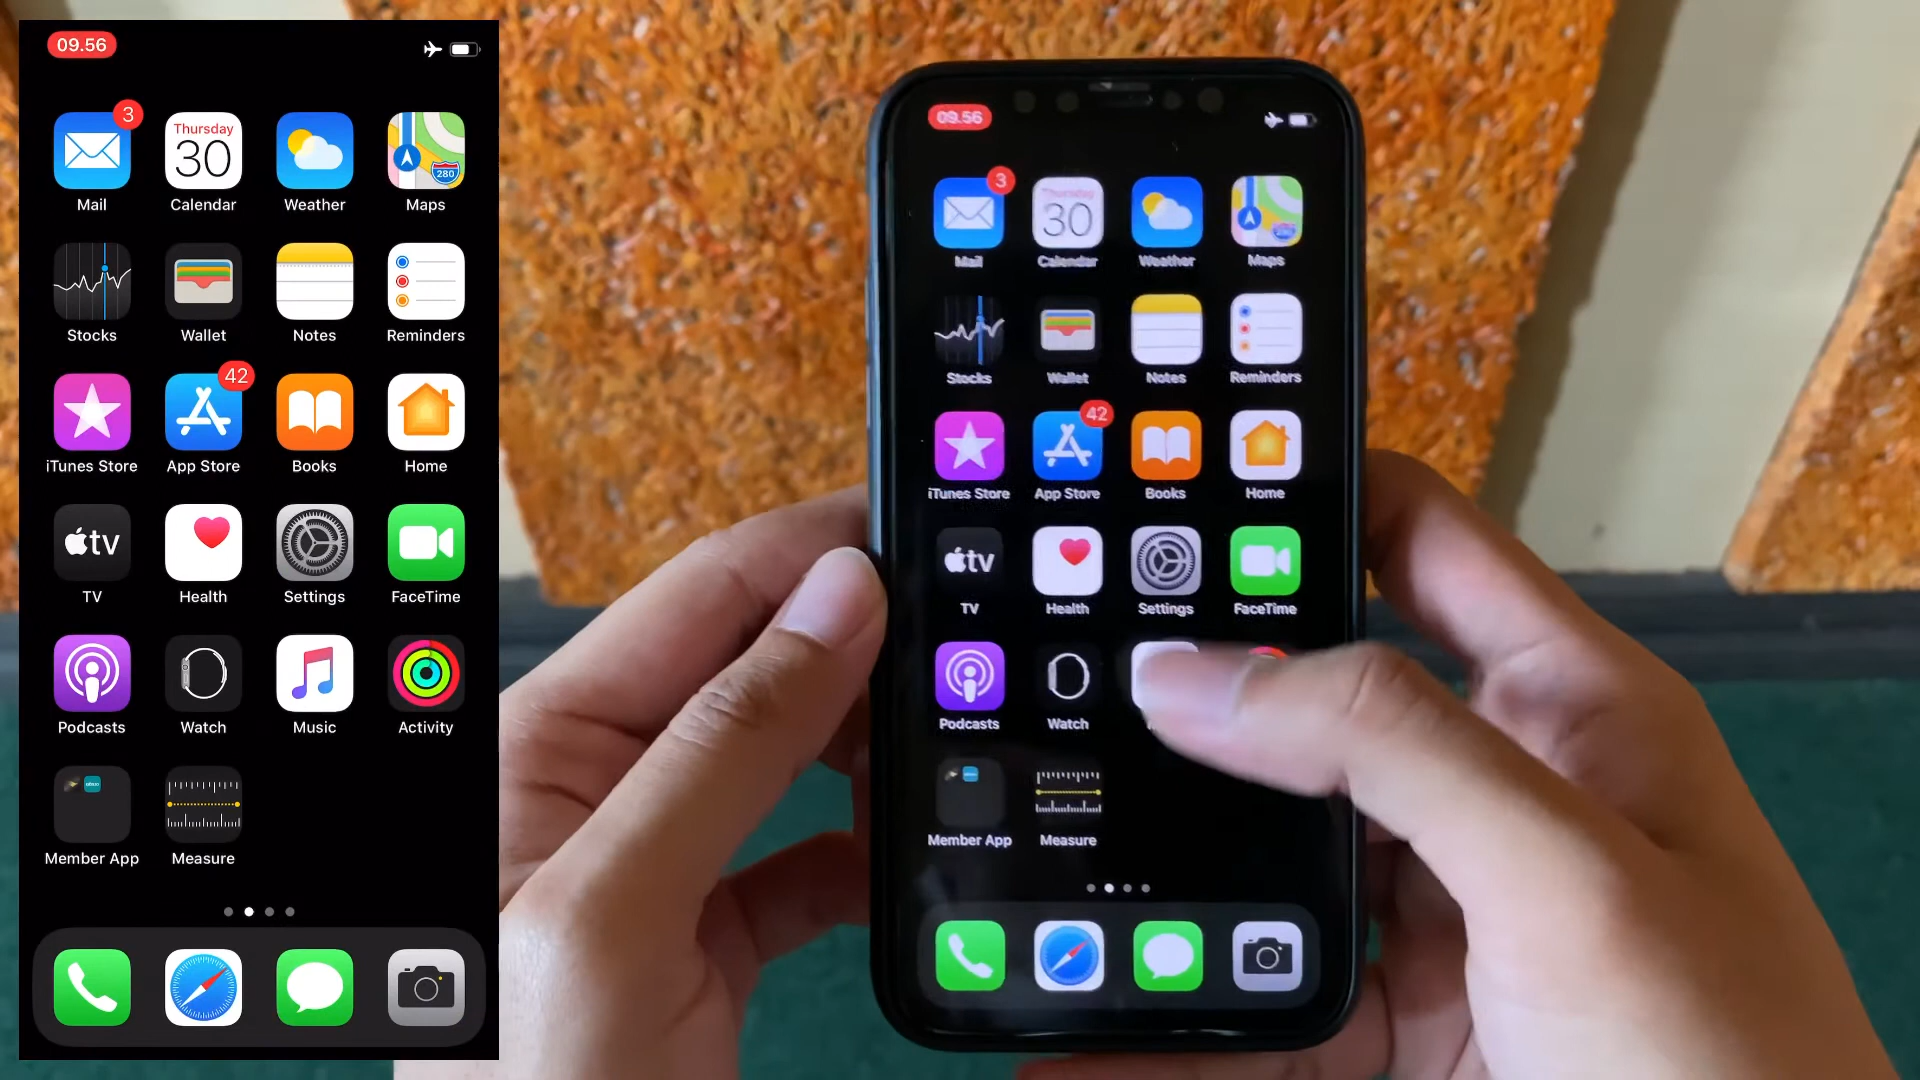 09.56
3
Thursday
30
280
Mail Calendar Weather Maps
Stocks Wallet Notes Reminders
42
iTunes Store App Store Books Home
tv
TV Health Settings FaceTime
Podcasts Watch Music Activity
Member App Measure
09.56
3
Thursday
30
Mail Calendar Weather Maps
Stocks Wallet Notes Reminders
42
iTunes Store App Store Books Home
tv
TV Health Settings FaceTime
Podcasts Watch
Member App Measure